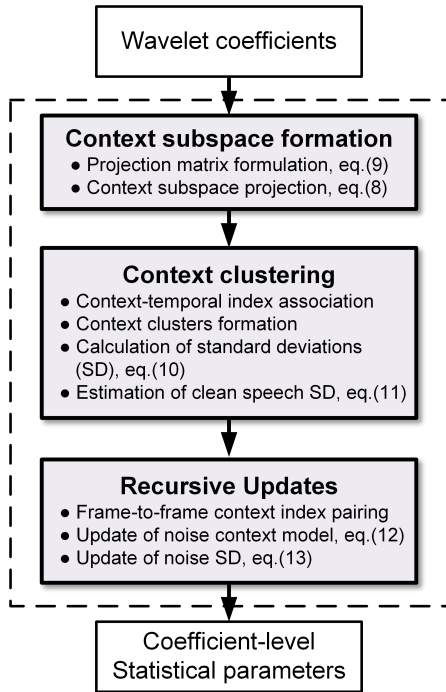 Wavelet coefficients
Context subspace formation
● Projection matrix formulation, eq.(9)
● Context subspace projection, eq.(8)
Context clustering
● Context-temporal index association
● Context clusters formation
● Calculation of standard deviations
(SD), eq.(10)
● Estimation of clean speech SD, eq.(11)
Recursive Updates
● Frame-to-frame context index pairing
● Update of noise context model, eq.(12)
● Update of noise SD, eq.(13)
Coefficient-level
Statistical parameters